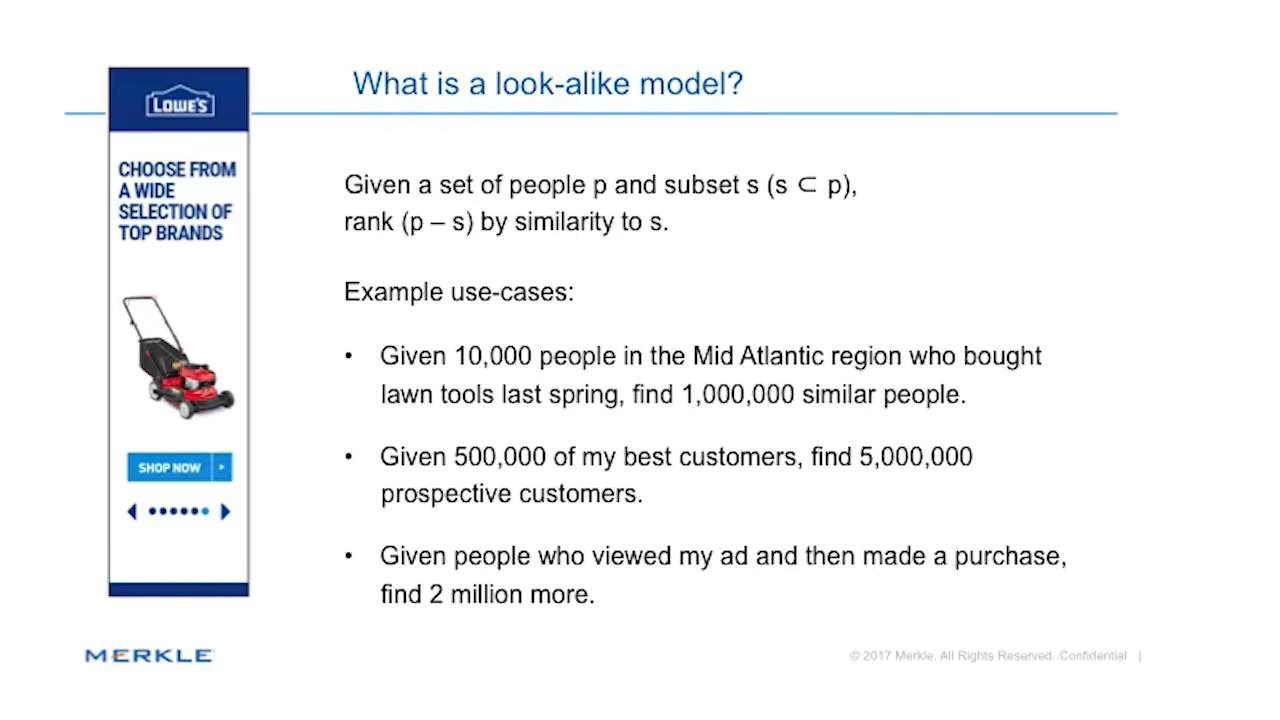 What is a look-alike model?
LOWE'S
CHOOSE FROM
A WIDE
SELECTION OF
TOP BRANDS
SHOP NOW
Given a set of people p and subset s (s ⊂ p),
rank (p – s) by similarity to s.
Example use-cases:
• Given 10,000 people in the Mid Atlantic region who bought
lawn tools last spring, find 1,000,000 similar people.
• Given 500,000 of my best customers, find 5,000,000
prospective customers.
• Given people who viewed my ad and then made a purchase,
find 2 million more.
MERKLE
© 2017 Merkle. All Rights Reserved. Confidential |